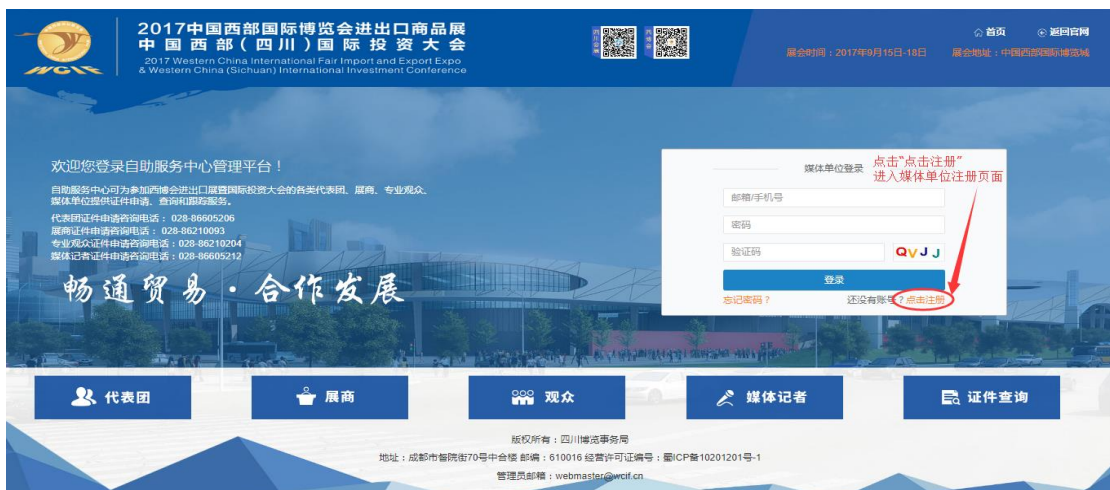 2017中国西部国际博览会进出口商品展
中国西部(四川)国际投资大会
2017 Western China International Fair Import and Export Expo
& Western China (Sichuan) International Investment Conference
WCIF
四川会展
西博会
首页
返回官网
展会时间：2017年9月15日-18日 展会地址：中国西部国际博览城
欢迎您登录自助服务中心管理平台！
自助服务中心可为参加西博会进出口展暨国际投资大会的各类代表团、展商、专业观众、
媒体单位提供证件申请、查询和跟踪服务。
代表团证件申请咨询电话： 028-86605206
展商证件申请咨询电话：028-86210093
专业观众证件申请咨询电话：028-86210204
媒体记者证件申请咨询电话：028-86605212
畅通贸易·合作发展
媒体单位登录
点击“点击注册”
进入媒体单位注册页面
邮箱/手机号
密码
验证码
QVJJ
登录
忘记密码？
还没有账号？点击注册
代表团
展商
观众
媒体记者
证件查询
版权所有：四川博览事务局
地址：成都市督院街70号中合楼 邮编：610016 经营许可证编号：蜀ICP备10201201号-1
管理员邮箱：webmaster@wcif.cn